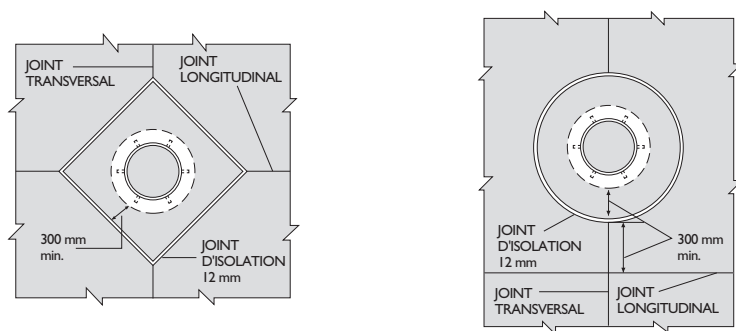 JOINT
TRANSVERSAL
JOINT
LONGITUDINAL
300 mm
min.
JOINT
D'ISOLATION
12 mm
JOINT
D'ISOLATION
12 mm
300 mm
min.
JOINT
TRANSVERSAL
JOINT
LONGITUDINAL